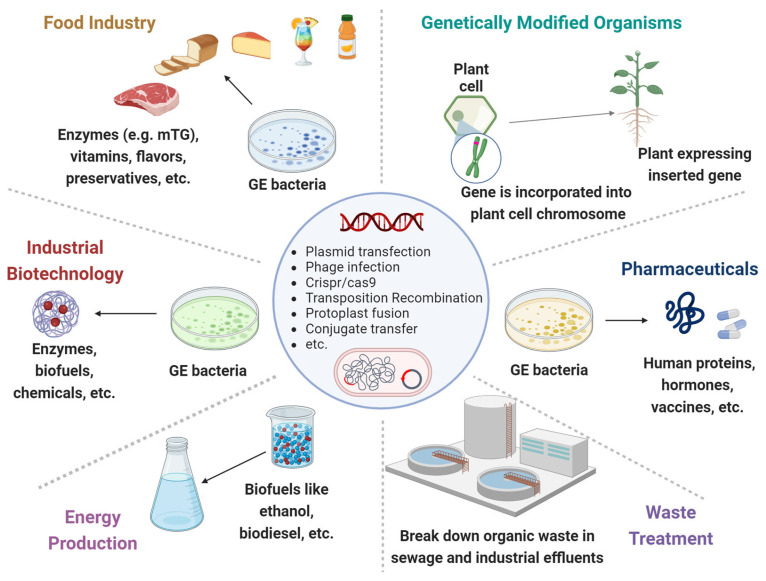 Food Industry
Enzymes (e.g. mTG),
vitamins, flavors,
preservatives, etc.
GE bacteria
Genetically Modified Organisms
Plant
cell
Gene is incorporated into
plant cell chromosome
Plant expressing
inserted gene
Industrial
Biotechnology
Enzymes,
biofuels,
chemicals, etc.
GE bacteria
• Plasmid transfection
• Phage infection
• Crispr/cas9
• Transposition Recombination
• Protoplast fusion
• Conjugate transfer
• etc.
Pharmaceuticals
GE bacteria
Human proteins,
hormones,
vaccines, etc.
Energy
Production
Biofuels like
ethanol,
biodiesel, etc.
Break down organic waste in
sewage and industrial effluents
Waste
Treatment